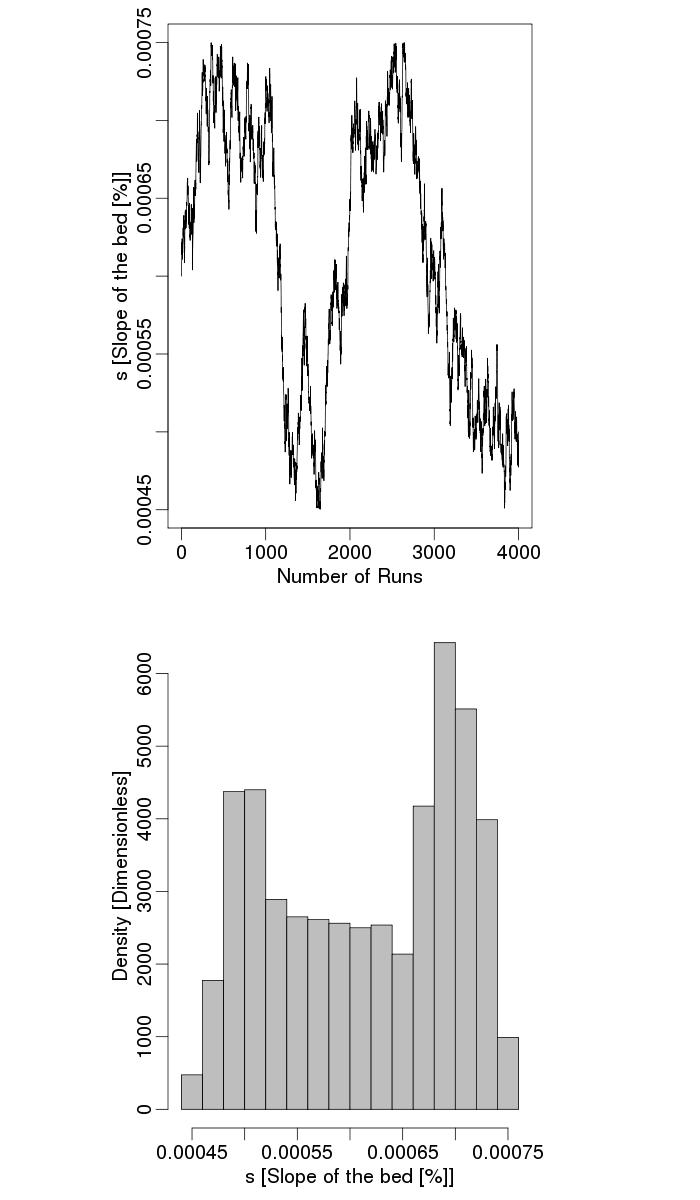 s [Slope of the bed [%]]
0.00045
0.00055
0.00065
0.00075
0 1000 2000 3000 4000
Number of Runs
Density [Dimensionless]
0
1000
2000
3000
4000
5000
6000
0.00045 0.00055 0.00065 0.00075
s [Slope of the bed [%]]